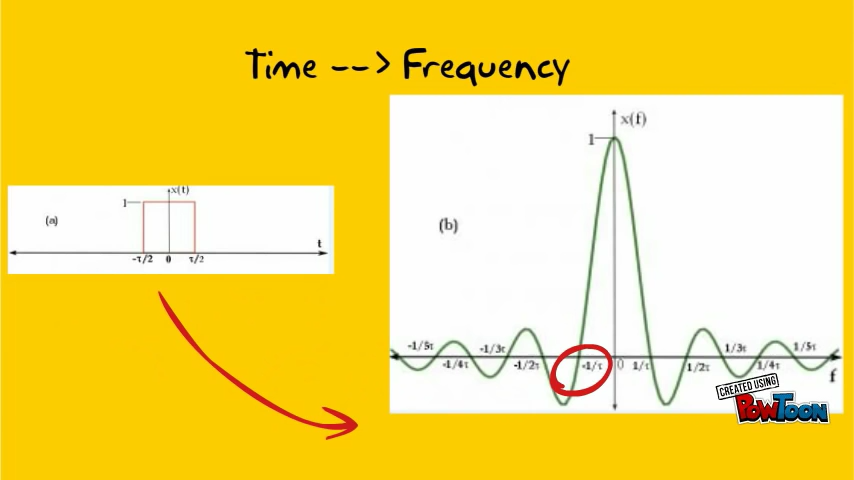 Time --> Frequency
x(f)
1
x(t)
1
(a)
(b)
t
-τ/2 0 τ/2
-1/5τ -1/3τ 1/3τ 1/5τ
-1/4τ -1/2τ -1/τ 0 1/τ 1/2τ 1/4τ
f
CREATED USING
POWTOON